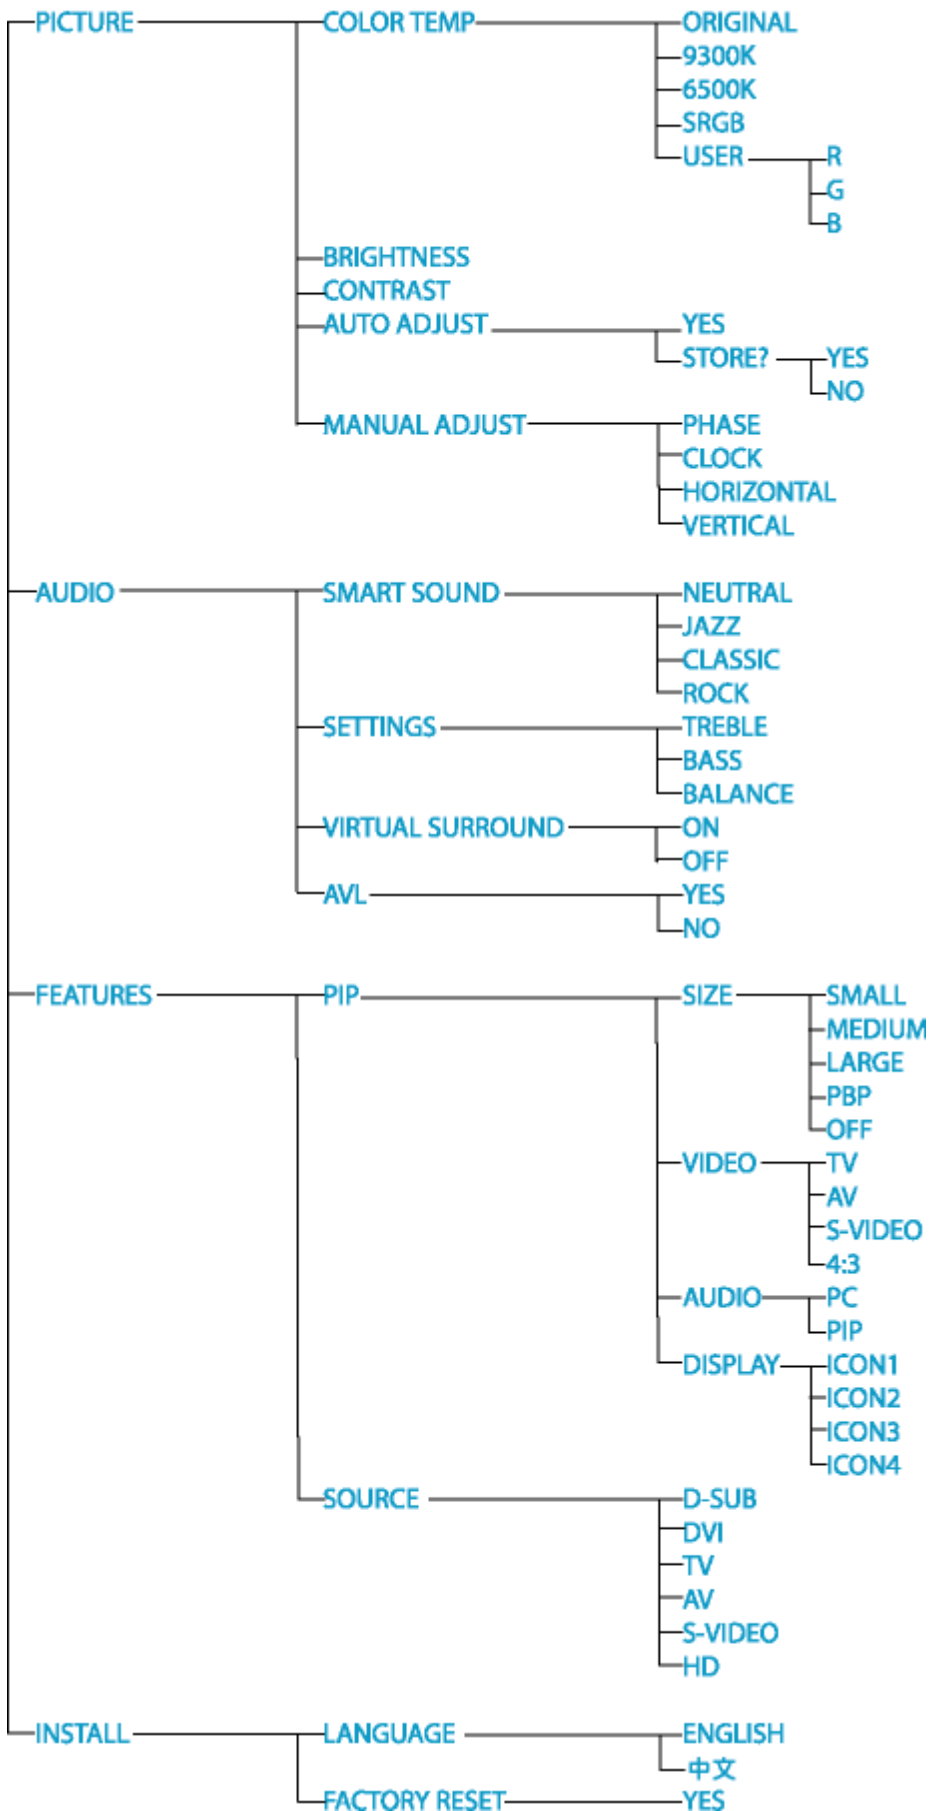 PICTURE COLOR TEMP ORIGINAL
9300K
6500K
SRGB
USER R
G
B
BRIGHTNESS
CONTRAST
AUTO ADJUST YES
STORE? YES
NO
MANUAL ADJUST PHASE
CLOCK
HORIZONTAL
VERTICAL
AUDIO SMART SOUND NEUTRAL
JAZZ
CLASSIC
ROCK
SETTINGS TREBLE
BASS
BALANCE
VIRTUAL SURROUND ON
OFF
AVL YES
NO
FEATURES PIP SIZE SMALL
MEDIUM
LARGE
PBP
OFF
VIDEO TV
AV
S-VIDEO
4:3
AUDIO PC
PIP
DISPLAY ICON1
ICON2
ICON3
ICON4
SOURCE D-SUB
DVI
TV
AV
S-VIDEO
HD
INSTALL LANGUAGE ENGLISH
中文
FACTORY RESET YES